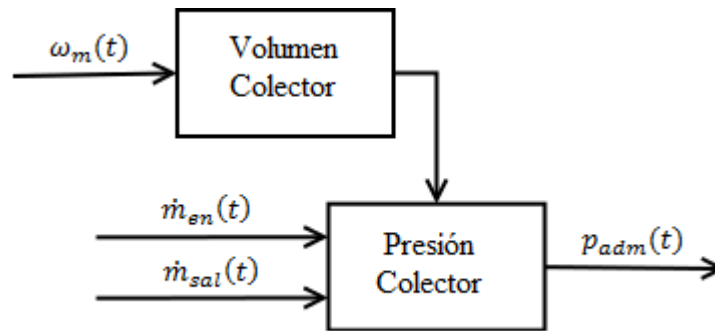 ω_m(t)
Volumen
Colector
ṁ_en(t)
ṁ_sal(t)
Presión
Colector
p_adm(t)